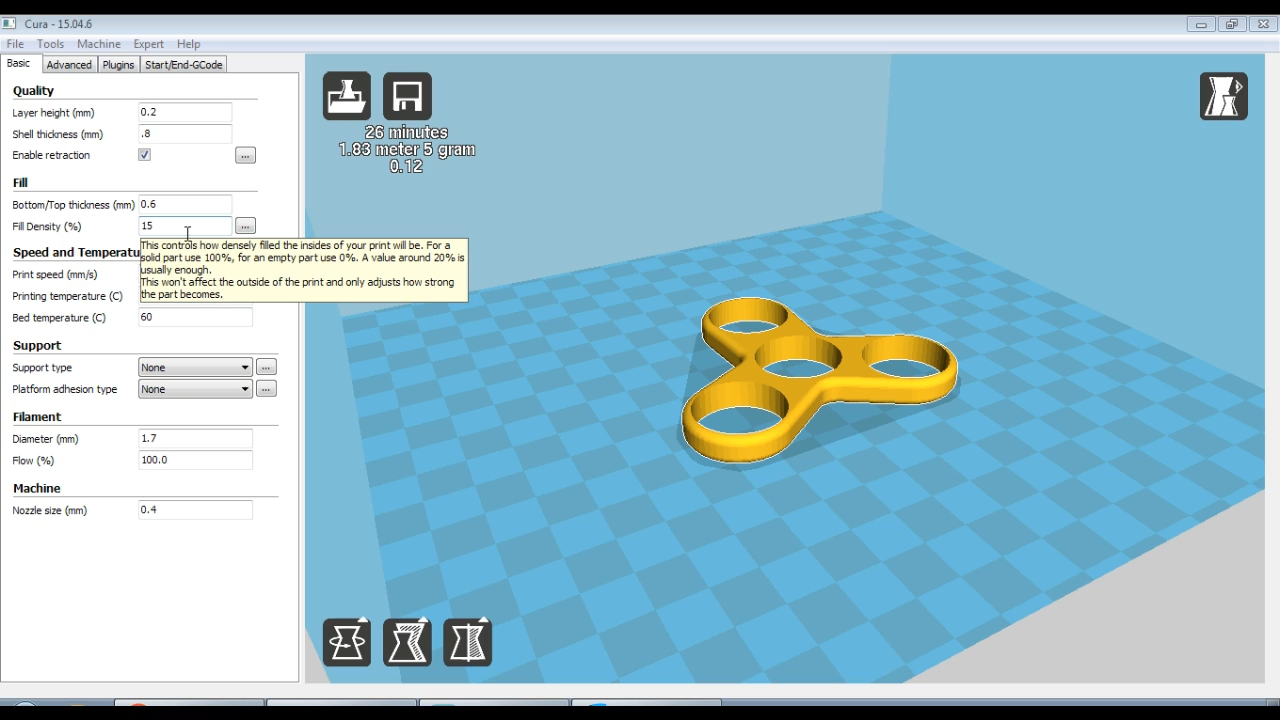 Cura - 15.04.6
File Tools Machine Expert Help
Basic Advanced Plugins Start/End-GCode
Quality
Layer height (mm) 0.2
Shell thickness (mm) .8
Enable retraction ...
Fill
Bottom/Top thickness (mm) 0.6
Fill Density (%) 15 ...
Speed and Temperatu
Print speed (mm/s)
Printing temperature (C)
This controls how densely filled the insides of your print will be. For a
solid part use 100%, for an empty part use 0%. A value around 20% is
usually enough.
This won't affect the outside of the print and only adjusts how strong
the part becomes.
Bed temperature (C) 60
Support
Support type None ...
Platform adhesion type None ...
Filament
Diameter (mm) 1.7
Flow (%) 100.0
Machine
Nozzle size (mm) 0.4
26 minutes
1.83 meter 5 gram
0.12